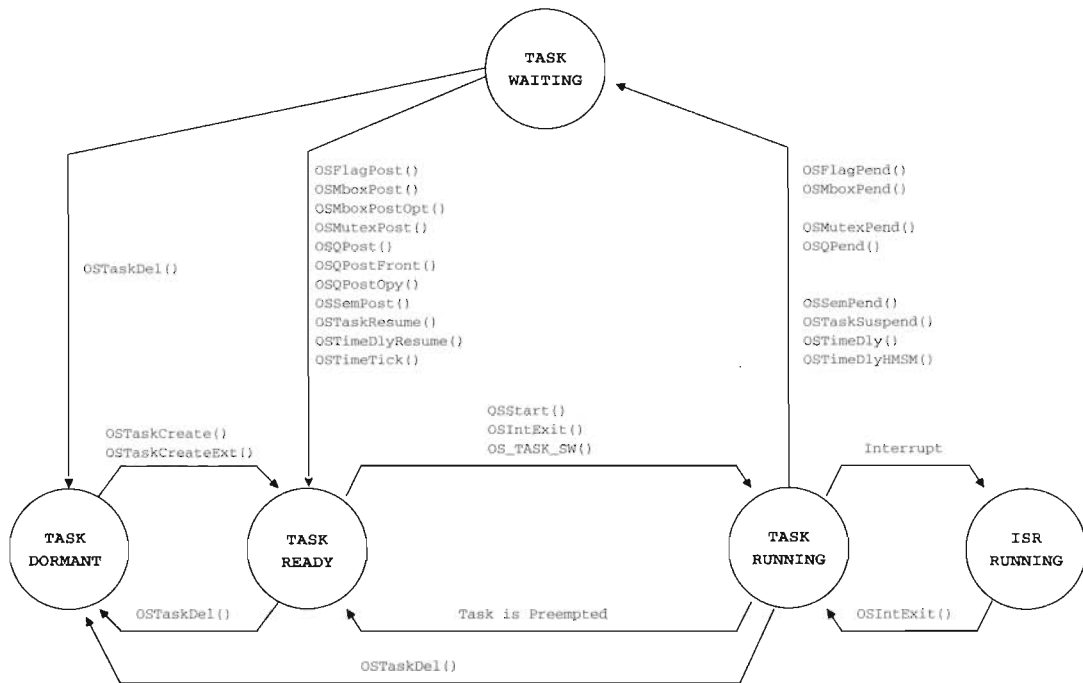 TASK
WAITING
OSFlagPost()
OSMboxPost()
OSMboxPostOpt()
OSMutexPost()
OSQPost()
OSQPostFront()
OSQPostOpy()
OSSemPost()
OSTaskResume()
OSTimeDlyResume()
OSTimeTick()
OSFlagPend()
OSMboxPend()
OSMutexPend()
OSQPend()
OSSemPend()
OSTaskSuspend()
OSTimeDly()
OSTimeDlyHMSM()
OSTaskDel()
OSTaskCreate()
OSTaskCreateExt()
OSStart()
OSIntExit()
OS_TASK_SW()
Interrupt
TASK
DORMANT
TASK
READY
TASK
RUNNING
ISR
RUNNING
OSTaskDel()
Task is Preempted
OSIntExit()
OSTaskDel()